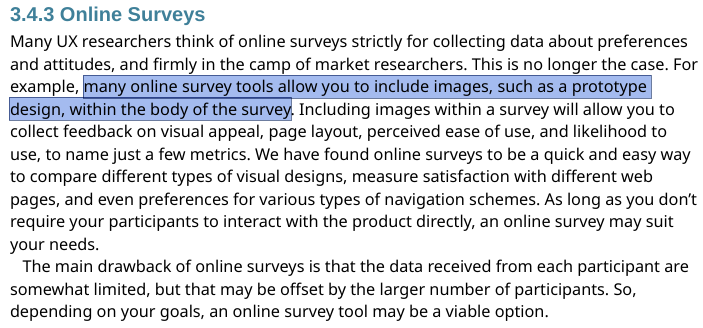 3.4.3 Online Surveys
Many UX researchers think of online surveys strictly for collecting data about preferences
and attitudes, and firmly in the camp of market researchers. This is no longer the case. For
example, many online survey tools allow you to include images, such as a prototype
design, within the body of the survey. Including images within a survey will allow you to
collect feedback on visual appeal, page layout, perceived ease of use, and likelihood to
use, to name just a few metrics. We have found online surveys to be a quick and easy way
to compare different types of visual designs, measure satisfaction with different web
pages, and even preferences for various types of navigation schemes. As long as you don’t
require your participants to interact with the product directly, an online survey may suit
your needs.
The main drawback of online surveys is that the data received from each participant are
somewhat limited, but that may be offset by the larger number of participants. So,
depending on your goals, an online survey tool may be a viable option.